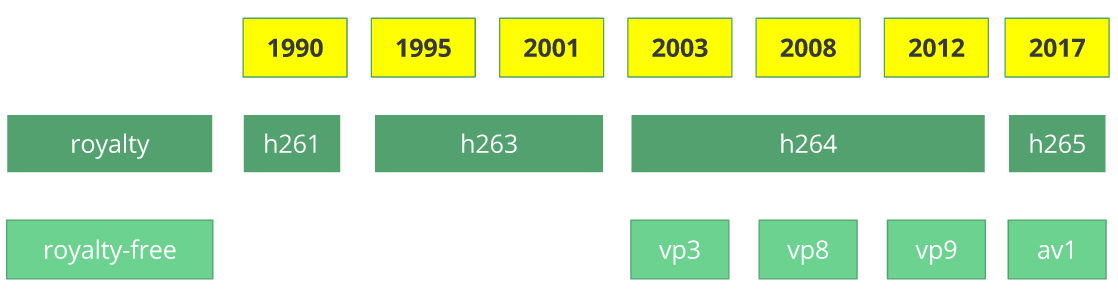 1990 1995 2001 2003 2008 2012 2017
royalty h261 h263 h264 h265
royalty-free vp3 vp8 vp9 av1